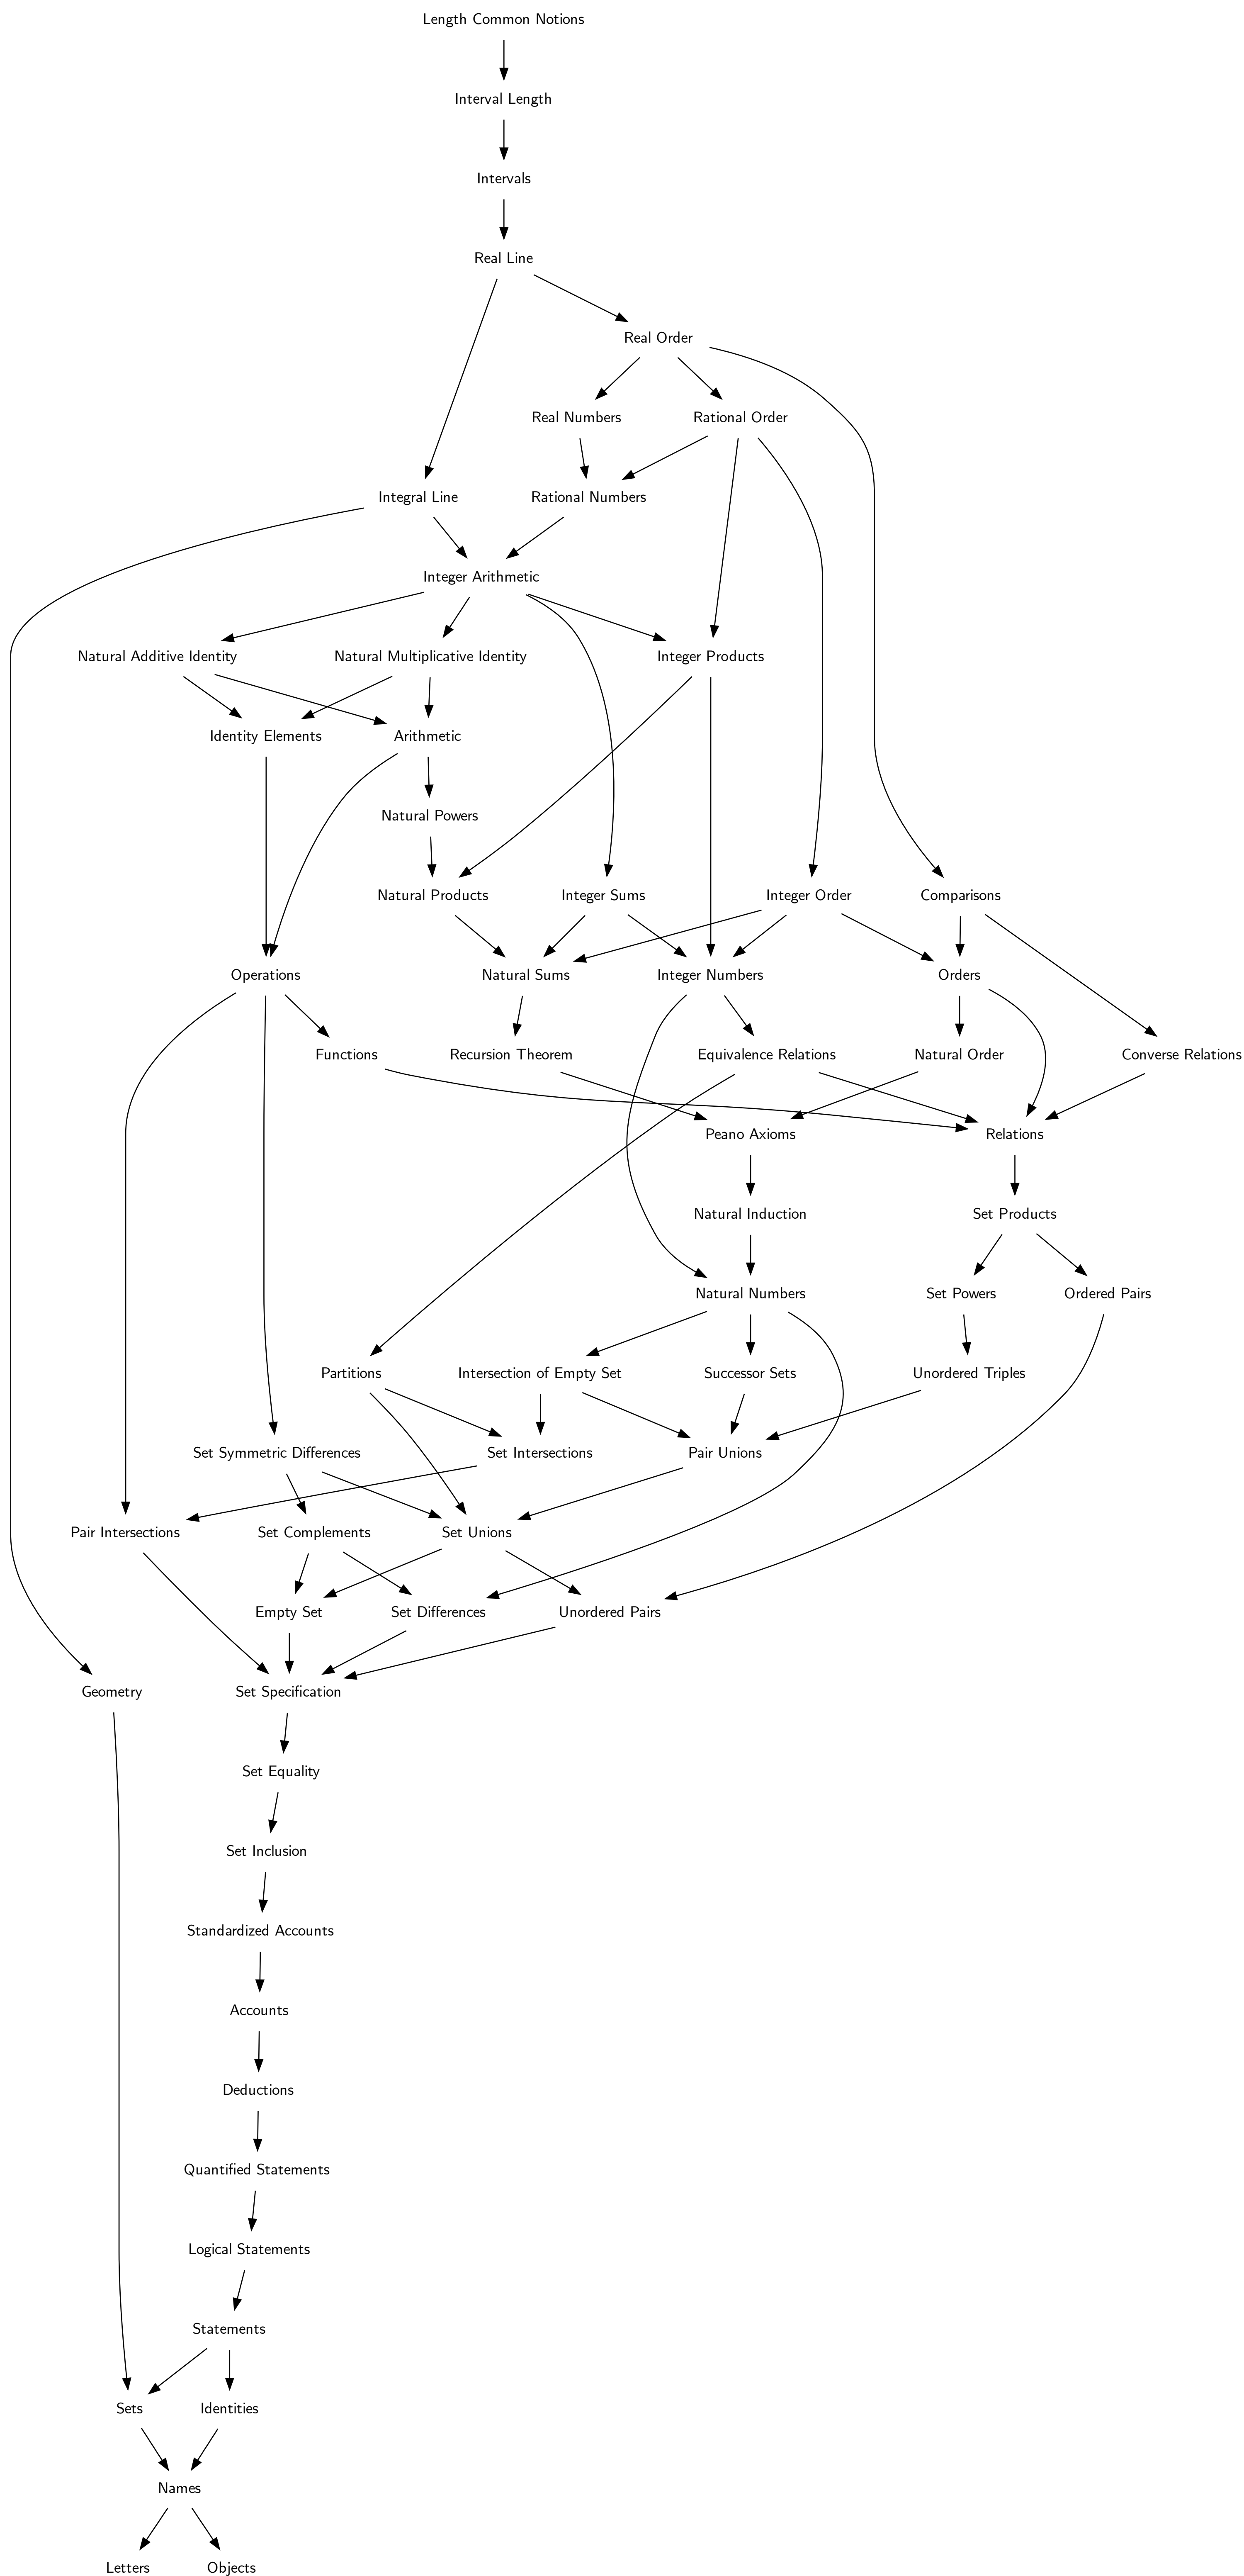 Length Common Notions
Interval Length
Intervals
Real Line
Real Order
Real Numbers
Rational Order
Integral Line
Rational Numbers
Integer Arithmetic
Natural Additive Identity
Natural Multiplicative Identity
Integer Products
Identity Elements
Arithmetic
Natural Powers
Natural Products
Integer Sums
Integer Order
Comparisons
Operations
Natural Sums
Integer Numbers
Orders
Functions
Recursion Theorem
Equivalence Relations
Natural Order
Converse Relations
Peano Axioms
Relations
Natural Induction
Set Products
Natural Numbers
Set Powers
Ordered Pairs
Partitions
Intersection of Empty Set
Successor Sets
Unordered Triples
Set Symmetric Differences
Set Intersections
Pair Unions
Pair Intersections
Set Complements
Set Unions
Empty Set
Set Differences
Unordered Pairs
Geometry
Set Specification
Set Equality
Set Inclusion
Standardized Accounts
Accounts
Deductions
Quantified Statements
Logical Statements
Statements
Sets
Identities
Names
Letters
Objects